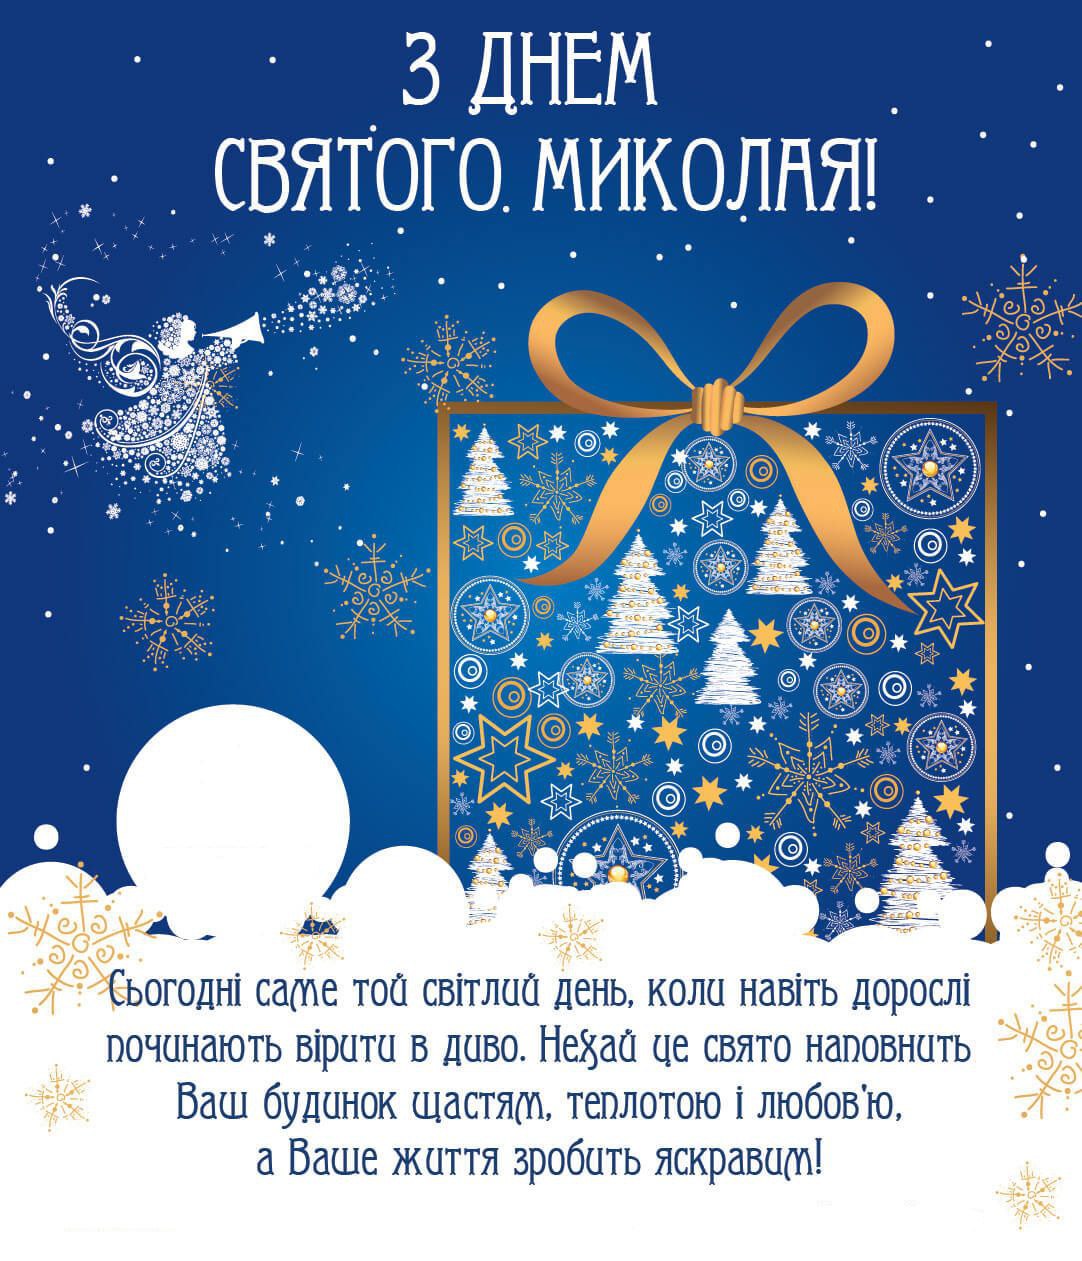 З ДНЕМ
СВЯТОГО МИКОЛАЯ!
Сьогодні саме той світлий день, коли навіть дорослі
починають вірити в диво. Нехай це свято наповнить
Ваш будинок щастям, теплотою і любов'ю,
а Ваше життя зробить яскравим!